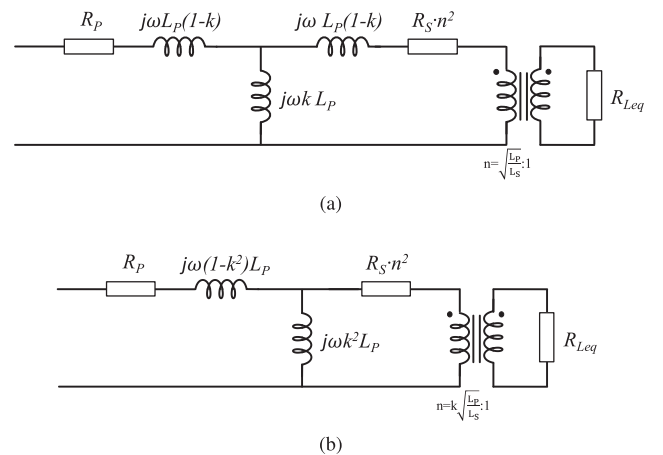 R_P jωL_P(1-k) jω L_P(1-k) R_S·n²
jωk L_P
R_Leq
n=√(L_P/L_S):1
(a)
R_P jω(1-k²)L_P R_S·n²
jωk²L_P
R_Leq
n=k√(L_P/L_S):1
(b)